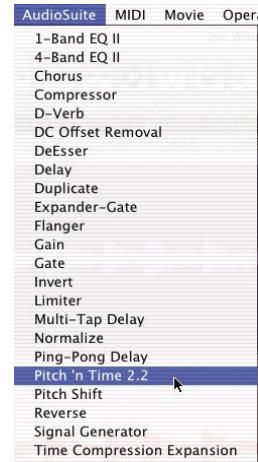 AudioSuite MIDI Movie Oper
1-Band EQ II
4-Band EQ II
Chorus
Compressor
D-Verb
DC Offset Removal
DeEsser
Delay
Duplicate
Expander-Gate
Flanger
Gain
Gate
Invert
Limiter
Multi-Tap Delay
Normalize
Ping-Pong Delay
Pitch 'n Time 2.2
Pitch Shift
Reverse
Signal Generator
Time Compression Expansion